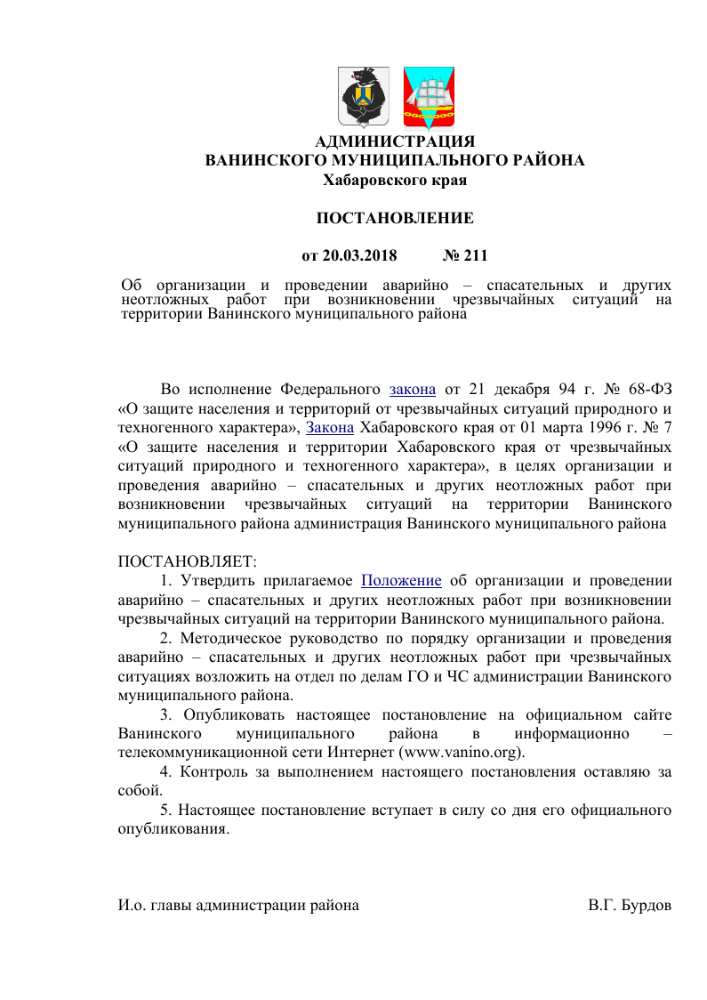 АДМИНИСТРАЦИЯ
ВАНИНСКОГО МУНИЦИПАЛЬНОГО РАЙОНА
Хабаровского края
ПОСТАНОВЛЕНИЕ
от 20.03.2018 № 211
Об организации и проведении аварийно – спасательных и других
неотложных работ при возникновении чрезвычайных ситуаций на
территории Ванинского муниципального района
Во исполнение Федерального закона от 21 декабря 94 г. № 68-ФЗ
«О защите населения и территорий от чрезвычайных ситуаций природного и
техногенного характера», Закона Хабаровского края от 01 марта 1996 г. № 7
«О защите населения и территории Хабаровского края от чрезвычайных
ситуаций природного и техногенного характера», в целях организации и
проведения аварийно – спасательных и других неотложных работ при
возникновении чрезвычайных ситуаций на территории Ванинского
муниципального района администрация Ванинского муниципального района
ПОСТАНОВЛЯЕТ:
1. Утвердить прилагаемое Положение об организации и проведении
аварийно – спасательных и других неотложных работ при возникновении
чрезвычайных ситуаций на территории Ванинского муниципального района.
2. Методическое руководство по порядку организации и проведения
аварийно – спасательных и других неотложных работ при чрезвычайных
ситуациях возложить на отдел по делам ГО и ЧС администрации Ванинского
муниципального района.
3. Опубликовать настоящее постановление на официальном сайте
Ванинского муниципального района в информационно –
телекоммуникационной сети Интернет (www.vanino.org).
4. Контроль за выполнением настоящего постановления оставляю за
собой.
5. Настоящее постановление вступает в силу со дня его официального
опубликования.
И.о. главы администрации района В.Г. Бурдов